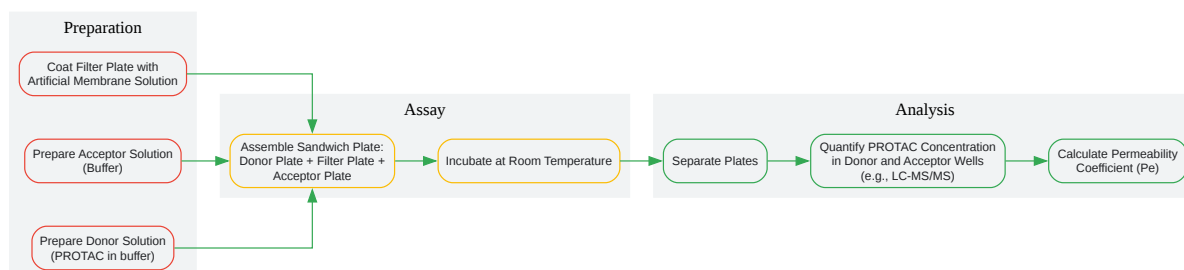 Preparation
Coat Filter Plate with
Artificial Membrane Solution
Prepare Acceptor Solution
(Buffer)
Prepare Donor Solution
(PROTAC in buffer)
Assay
Assemble Sandwich Plate:
Donor Plate + Filter Plate +
Acceptor Plate
Incubate at Room Temperature
Analysis
Separate Plates
Quantify PROTAC Concentration
in Donor and Acceptor Wells
(e.g., LC-MS/MS)
Calculate Permeability
Coefficient (Pe)